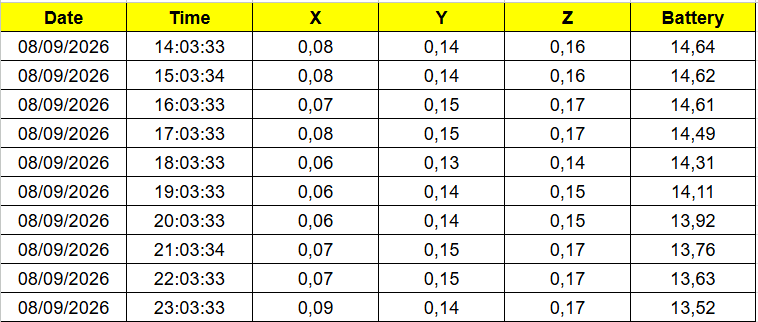 Date Time X Y Z Battery
08/09/2026 14:03:33 0,08 0,14 0,16 14,64
08/09/2026 15:03:34 0,08 0,14 0,16 14,62
08/09/2026 16:03:33 0,07 0,15 0,17 14,61
08/09/2026 17:03:33 0,08 0,15 0,17 14,49
08/09/2026 18:03:33 0,06 0,13 0,14 14,31
08/09/2026 19:03:33 0,06 0,14 0,15 14,11
08/09/2026 20:03:33 0,06 0,14 0,15 13,92
08/09/2026 21:03:34 0,07 0,15 0,17 13,76
08/09/2026 22:03:33 0,07 0,15 0,17 13,63
08/09/2026 23:03:33 0,09 0,14 0,17 13,52